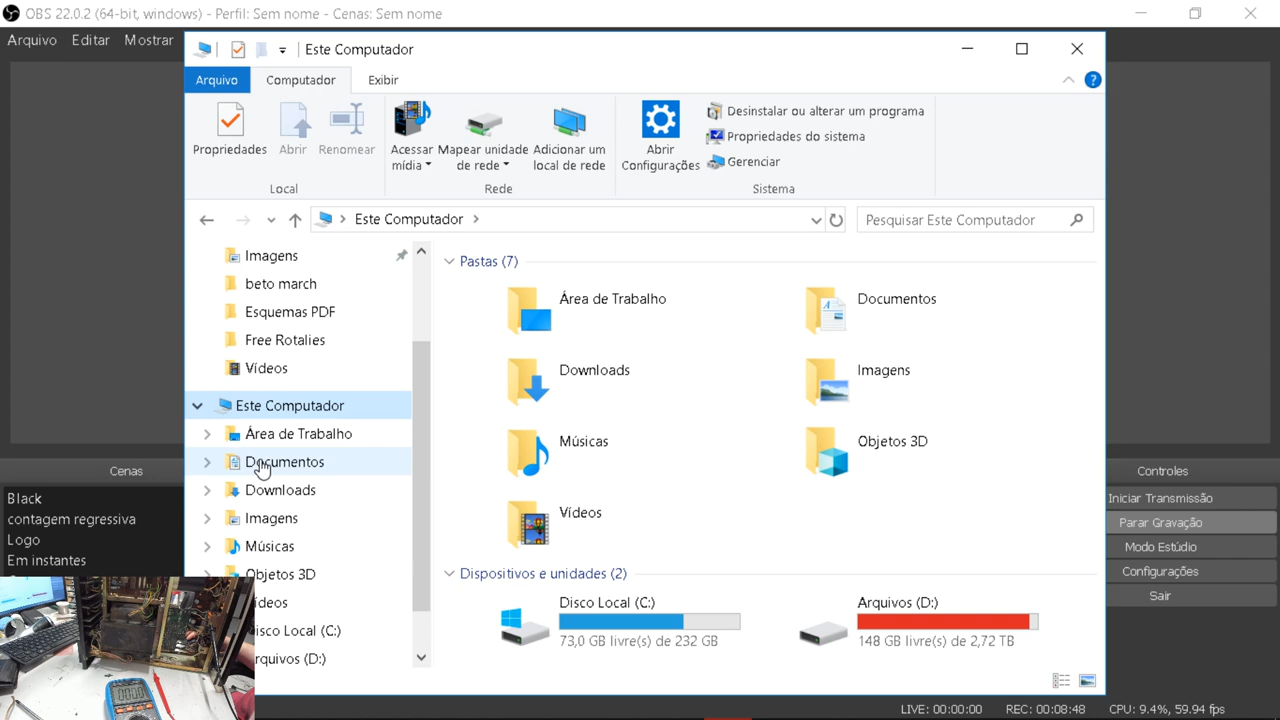 OBS 22.0.2 (64-bit, windows) - Perfil: Sem nome - Cenas: Sem nome
Arquivo Editar Mostrar
Este Computador
Arquivo Computador Exibir
Propriedades
Abrir
Renomear
Acessar mídia
Mapear unidade de rede
Adicionar um local de rede
Abrir Configurações
Desinstalar ou alterar um programa
Propriedades do sistema
Gerenciar
Local
Rede
Sistema
Este Computador
Pesquisar Este Computador
Imagens
beto march
Esquemas PDF
Free Rotalies
Vídeos
Este Computador
Área de Trabalho
Documentos
Downloads
Imagens
Músicas
Objetos 3D
ídeos
isco Local (C:)
rquivos (D:)
Pastas (7)
Área de Trabalho
Documentos
Downloads
Imagens
Músicas
Objetos 3D
Vídeos
Dispositivos e unidades (2)
Disco Local (C:)
73,0 GB livre(s) de 232 GB
Arquivos (D:)
148 GB livre(s) de 2,72 TB
Cenas
Black
contagem regressiva
Logo
Em instantes
Controles
Iniciar Transmissão
Parar Gravação
Modo Estúdio
Configurações
Sair
LIVE: 00:00:00 REC: 00:08:48 CPU: 9.4%, 59.94 fps